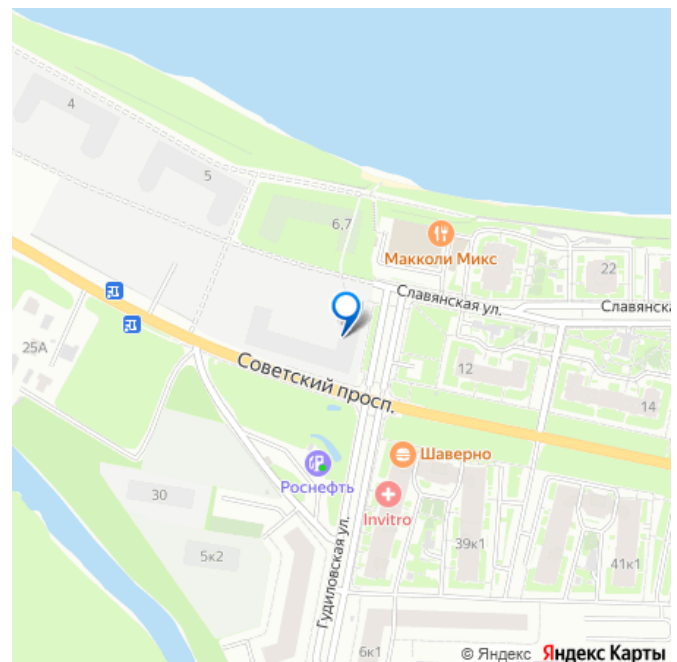 4
5
6,7
Макколи Микс
22
Славянская ул.
Славянска
25А
Советский просп.
12
14
Шаверно
Роснефть
Invitro
30
39к1
5к2
41к1
Гудиловская ул.
6к1
© Яндекс Яндекс Карты